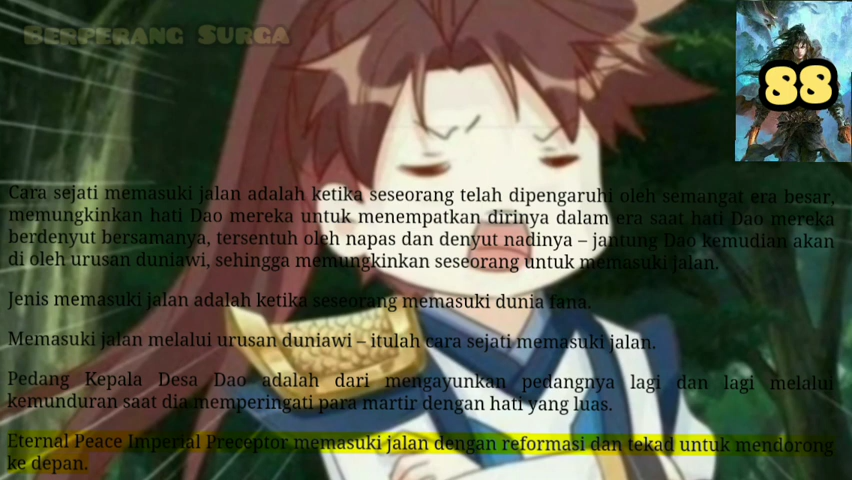 BERPERANG SURGA
88
Cara sejati memasuki jalan adalah ketika seseorang telah dipengaruhi oleh semangat era besar,
memungkinkan hati Dao mereka untuk menempatkan dirinya dalam era saat hati Dao mereka
berdenyut bersamanya, tersentuh oleh napas dan denyut nadinya – jantung Dao kemudian akan
di oleh urusan duniawi, sehingga memungkinkan seseorang untuk memasuki jalan.
Jenis memasuki jalan adalah ketika seseorang memasuki dunia fana.
Memasuki jalan melalui urusan duniawi – itulah cara sejati memasuki jalan.
Pedang Kepala Desa Dao adalah dari mengayunkan pedangnya lagi dan lagi melalui
kemunduran saat dia memperingati para martir dengan hati yang luas.
Eternal Peace Imperial Preceptor memasuki jalan dengan reformasi dan tekad untuk mendorong
ke depan.